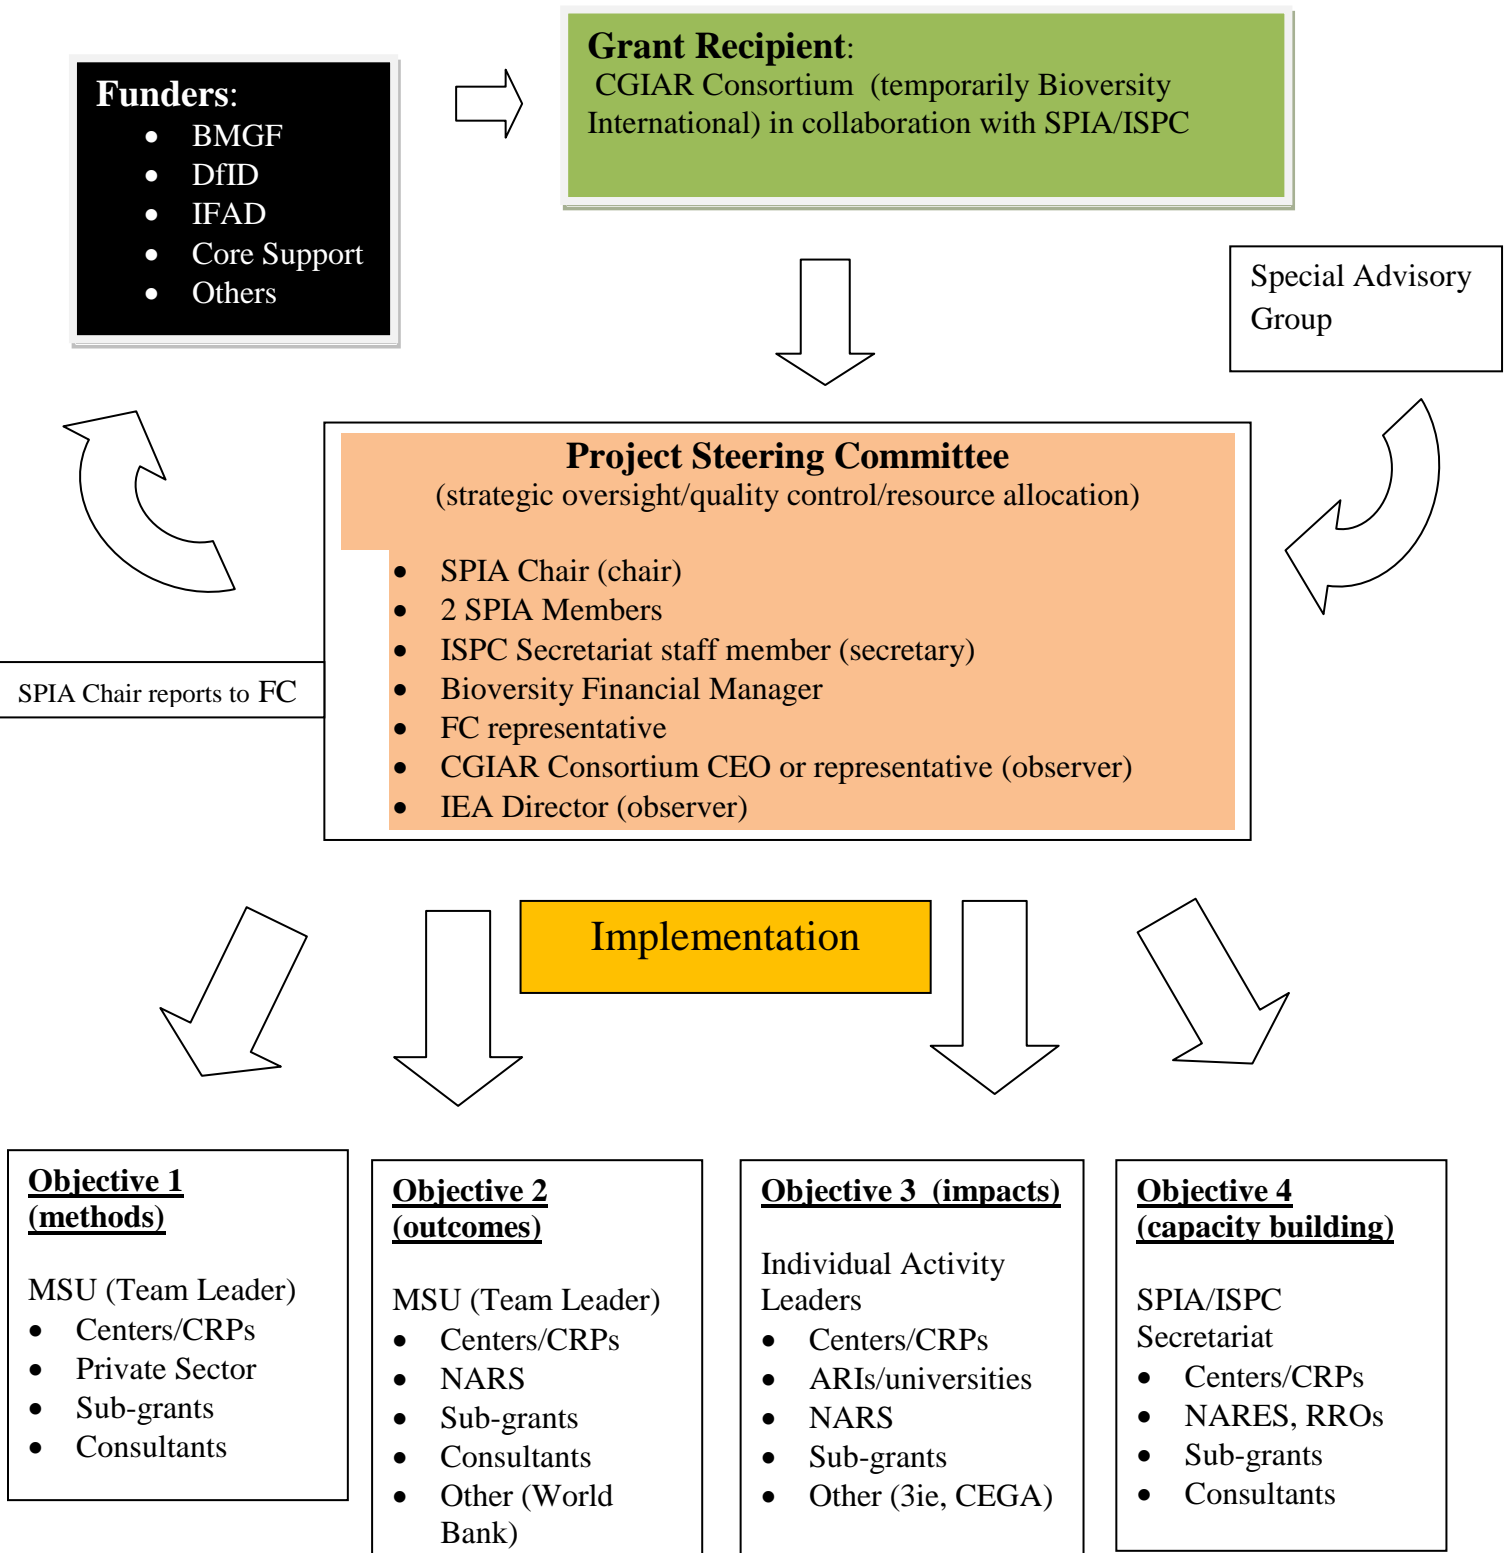 Funders:
• BMGF
• DfID
• IFAD
• Core Support
• Others
Grant Recipient:
CGIAR Consortium (temporarily Bioversity
International) in collaboration with SPIA/ISPC
Special Advisory
Group
Project Steering Committee
(strategic oversight/quality control/resource allocation)
• SPIA Chair (chair)
• 2 SPIA Members
• ISPC Secretariat staff member (secretary)
• Bioversity Financial Manager
• FC representative
• CGIAR Consortium CEO or representative (observer)
• IEA Director (observer)
SPIA Chair reports to FC
Implementation
Objective 1
(methods)
MSU (Team Leader)
• Centers/CRPs
• Private Sector
• Sub-grants
• Consultants
Objective 2
(outcomes)
MSU (Team Leader)
• Centers/CRPs
• NARS
• Sub-grants
• Consultants
• Other (World
Bank)
Objective 3 (impacts)
Individual Activity
Leaders
• Centers/CRPs
• ARIs/universities
• NARS
• Sub-grants
• Other (3ie, CEGA)
Objective 4
(capacity building)
SPIA/ISPC
Secretariat
• Centers/CRPs
• NARES, RROs
• Sub-grants
• Consultants